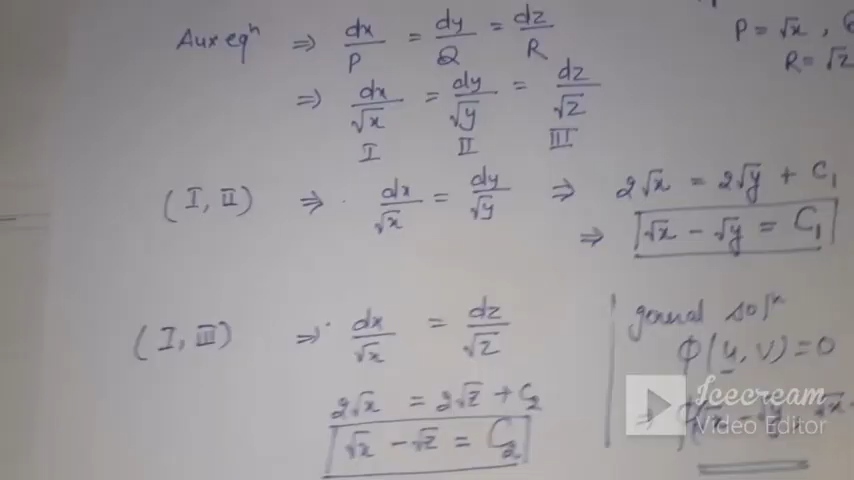 Aux eqⁿ ⇒ dx/P = dy/Q = dz/R
P = √x ,
R = √z
⇒ dx/√x = dy/√y = dz/√z
I II III
(I, II) ⇒ dx/√x = dy/√y ⇒ 2√x = 2√y + C₁
⇒ √x - √y = C₁
(I, III) ⇒ dx/√x = dz/√z
2√x = 2√z + C₂
√x - √z = C₂
general solⁿ
φ(u, v) = 0
⇒
Icecream
Video Editor